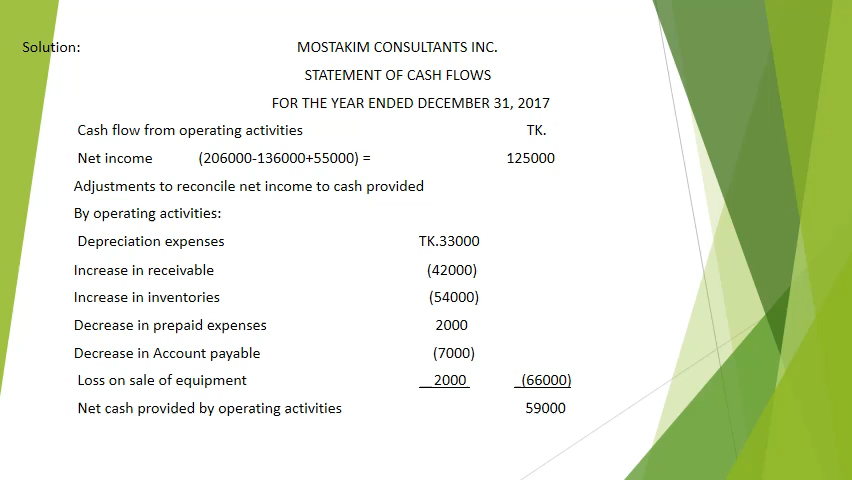 Solution: MOSTAKIM CONSULTANTS INC.
STATEMENT OF CASH FLOWS
FOR THE YEAR ENDED DECEMBER 31, 2017
Cash flow from operating activities TK.
Net income (206000-136000+55000) = 125000
Adjustments to reconcile net income to cash provided
By operating activities:
Depreciation expenses TK.33000
Increase in receivable (42000)
Increase in inventories (54000)
Decrease in prepaid expenses 2000
Decrease in Account payable (7000)
Loss on sale of equipment __2000 _(66000)
Net cash provided by operating activities 59000